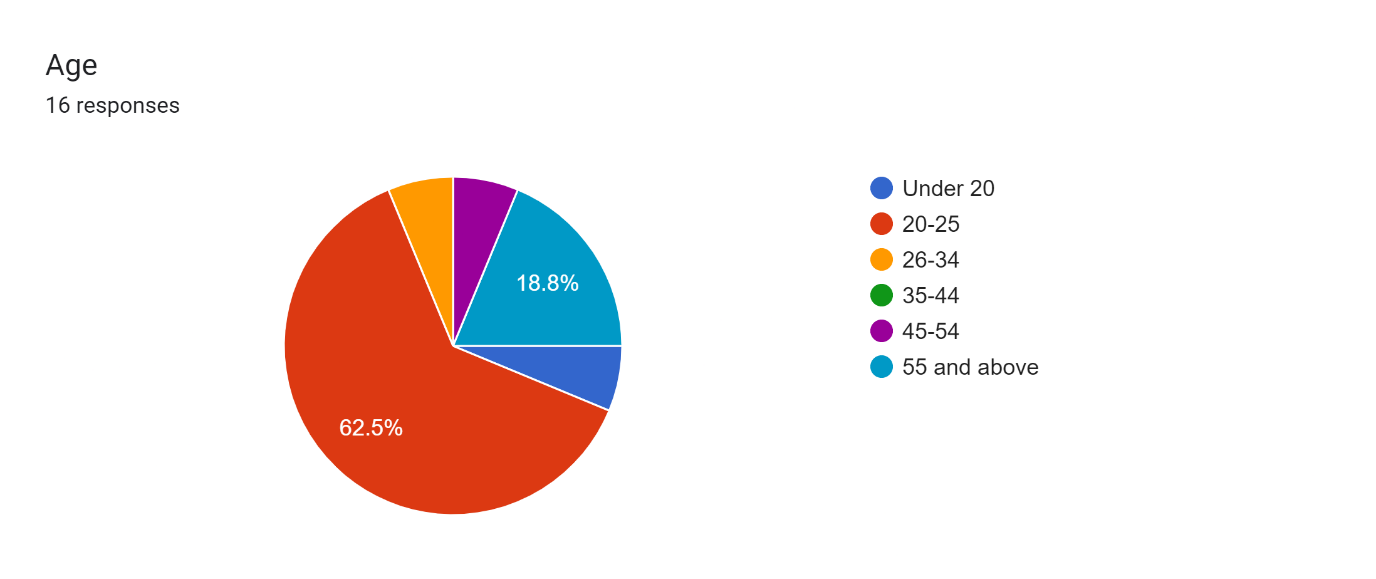 Age
16 responses
18.8%
62.5%
Under 20
20-25
26-34
35-44
45-54
55 and above